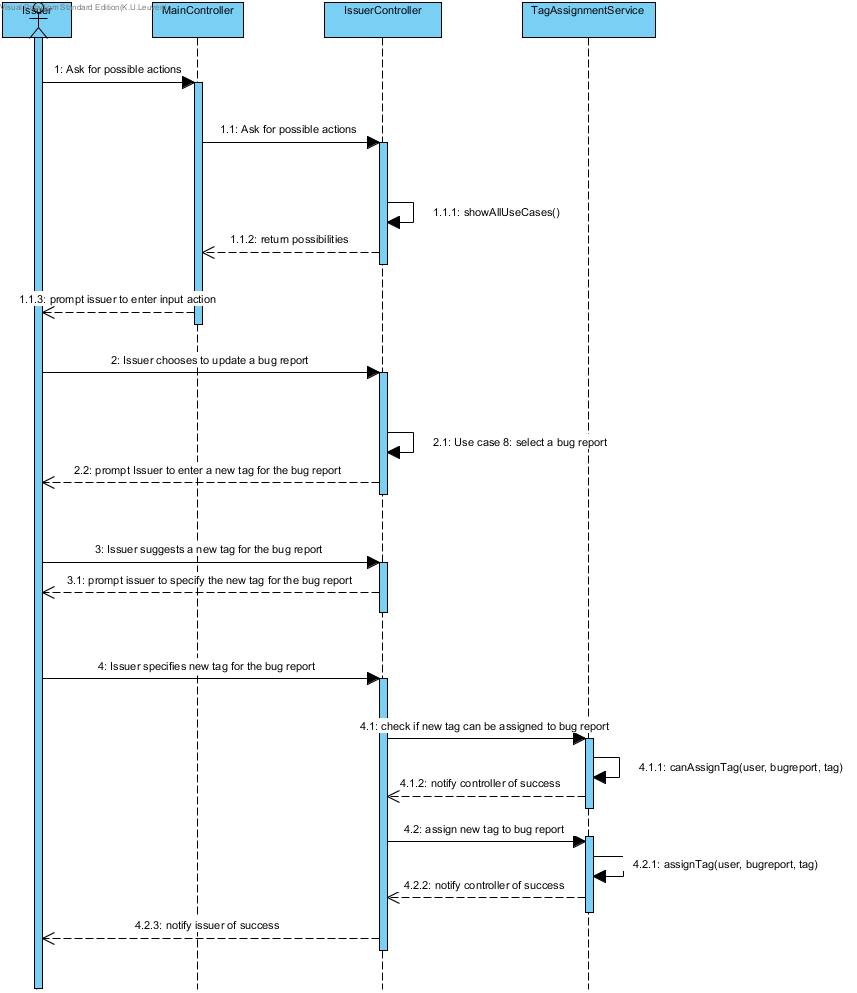 Visual Paradigm Standard Edition(K.U.Leuven)
Issuer
MainController
IssuerController
TagAssignmentService
1: Ask for possible actions
1.1: Ask for possible actions
1.1.1: showAllUseCases()
1.1.2: return possibilities
1.1.3: prompt issuer to enter input action
2: Issuer chooses to update a bug report
2.1: Use case 8: select a bug report
2.2: prompt Issuer to enter a new tag for the bug report
3: Issuer suggests a new tag for the bug report
3.1: prompt issuer to specify the new tag for the bug report
4: Issuer specifies new tag for the bug report
4.1: check if new tag can be assigned to bug report
4.1.1: canAssignTag(user, bugreport, tag)
4.1.2: notify controller of success
4.2: assign new tag to bug report
4.2.1: assignTag(user, bugreport, tag)
4.2.2: notify controller of success
4.2.3: notify issuer of success